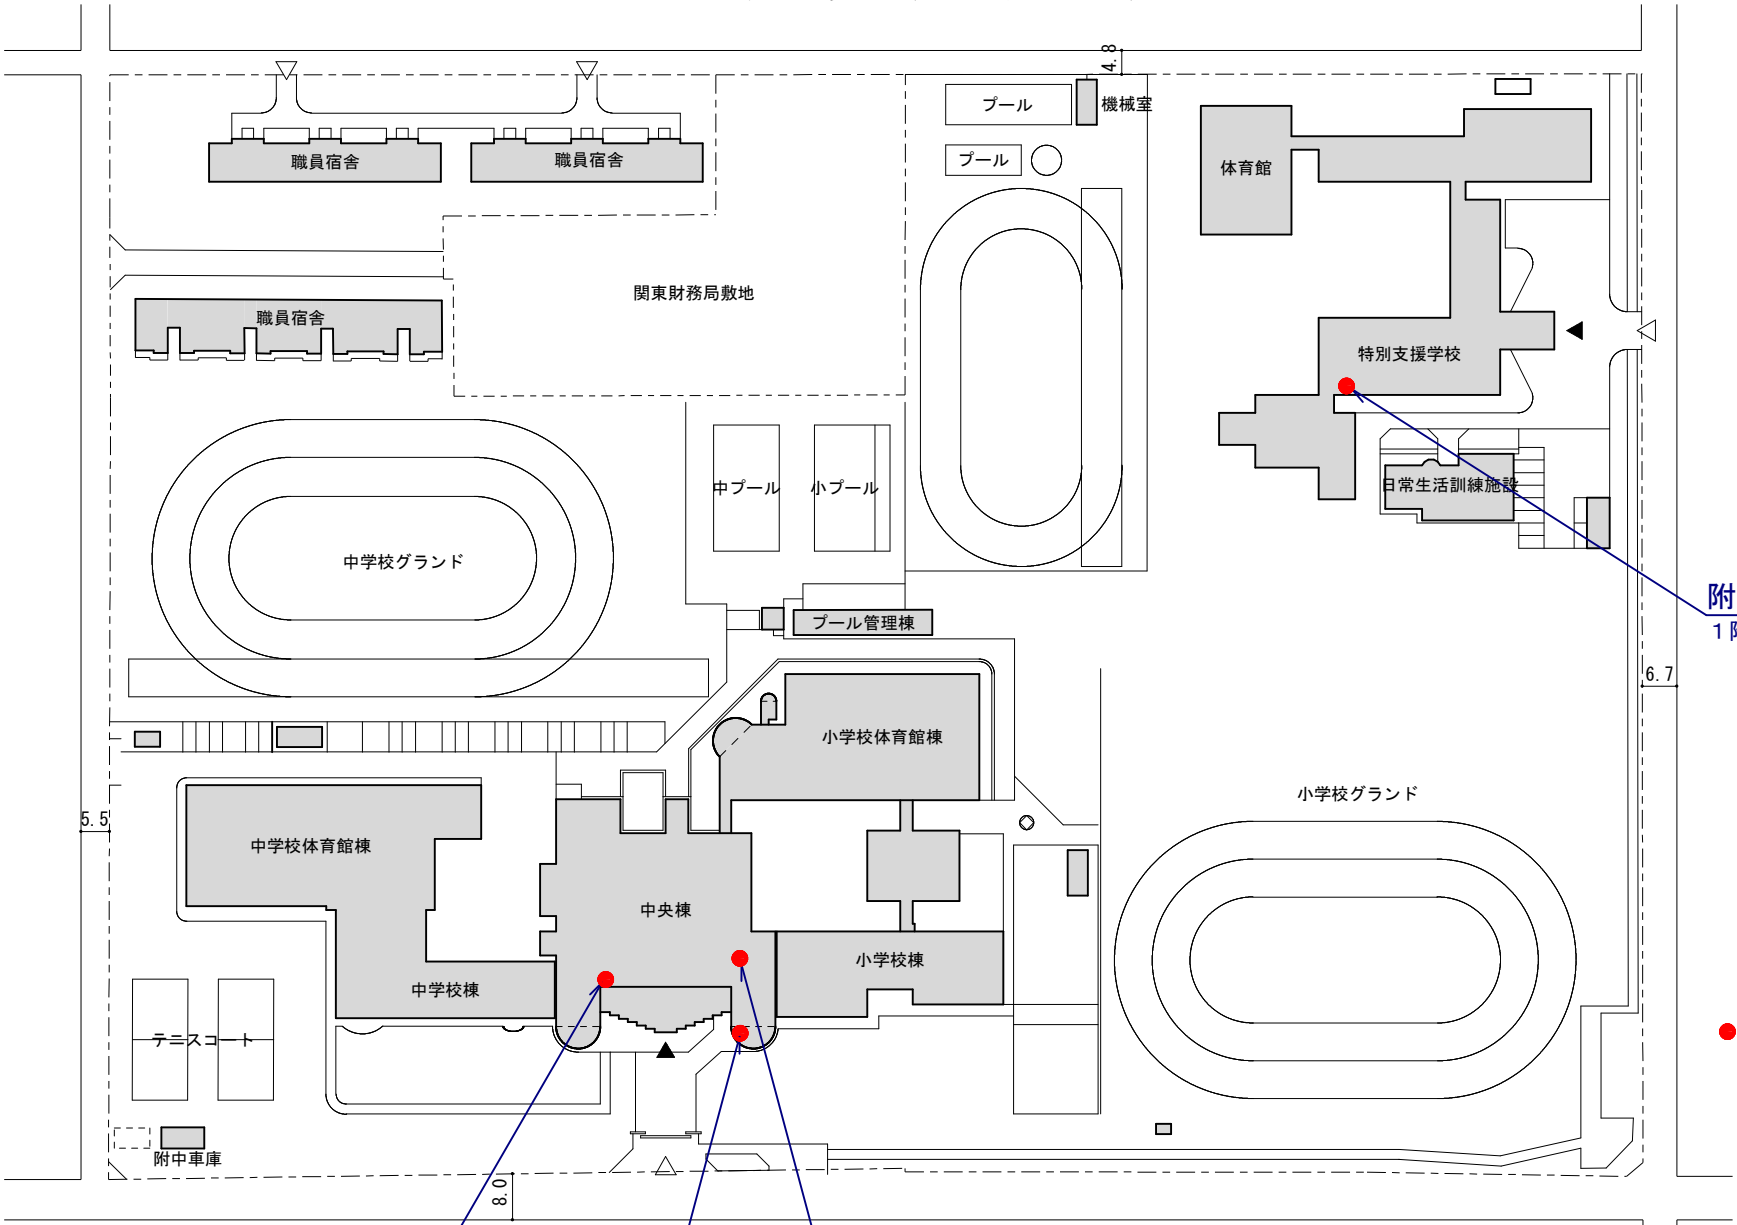 4.8
プール
機械室
職員宿舎
職員宿舎
プール
体育館
関東財務局敷地
職員宿舎
特別支援学校
中プール
小プール
日常生活訓練施設
中学校グランド
附
1階
プール管理棟
6.7
小学校体育館棟
小学校グランド
5.5
中学校体育館棟
中央棟
小学校棟
中学校棟
テニスコート
附中車庫
8.0